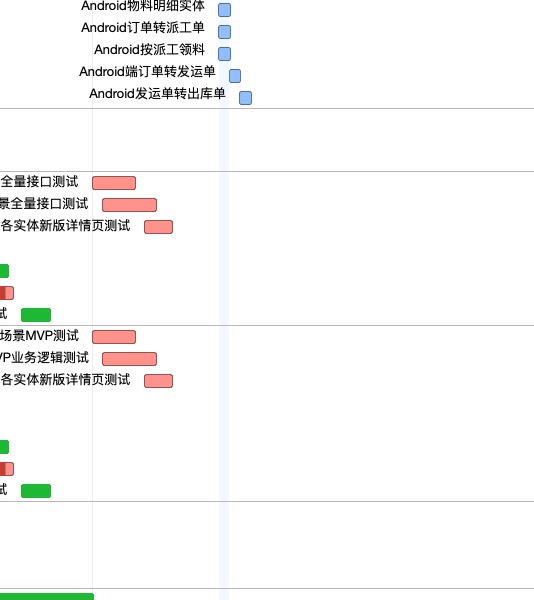 Android物料明细实体
Android订单转派工单
Android按派工领料
Android端订单转发运单
Android发运单转出库单
全量接口测试
景全量接口测试
各实体新版详情页测试
试
场景MVP测试
VP业务逻辑测试
各实体新版详情页测试
试